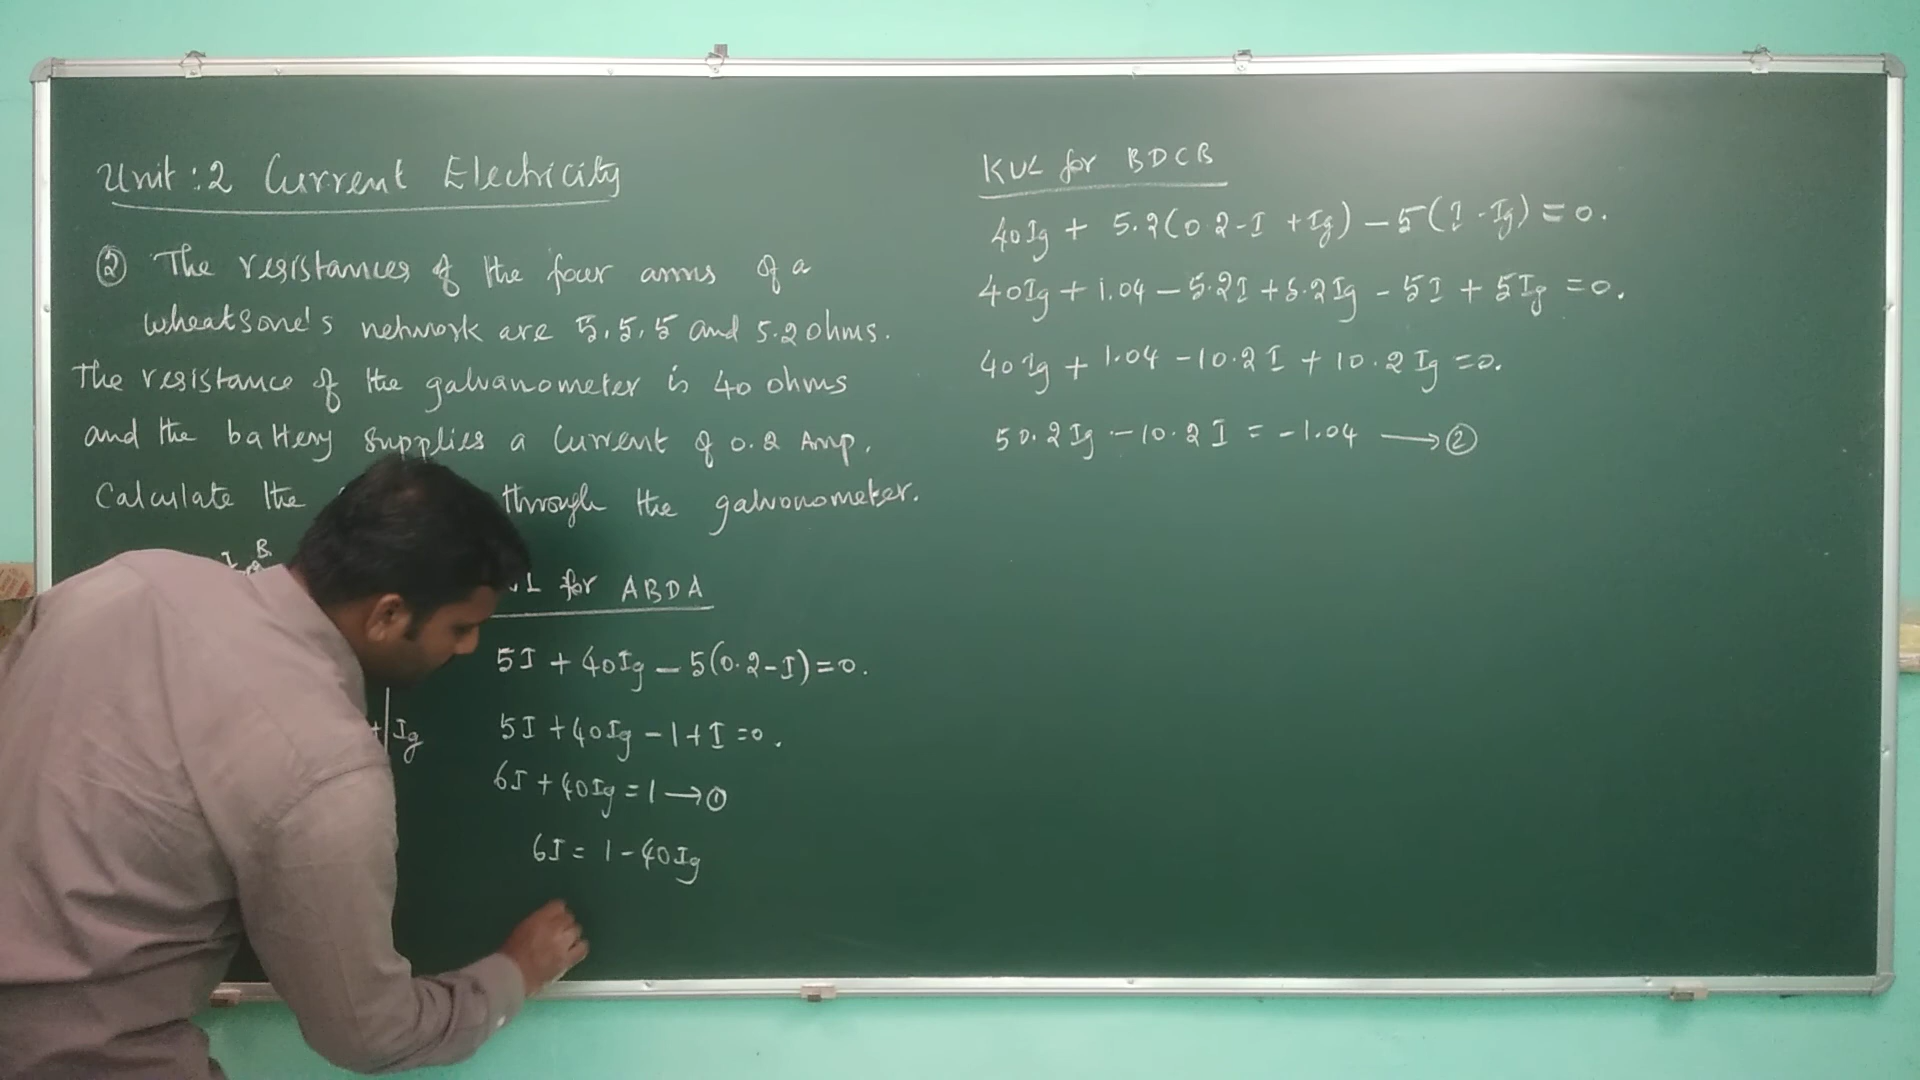 Unit : 2 Current Electricity
② The resistances of the four arms of a
wheatsone's network are 5, 5, 5 and 5.2 ohms.
The resistance of the galvanometer is 40 ohms
and the battery supplies a current of 0.2 Amp.
Calculate the through the galvonometer.
I B
KVL for ABDA
5I + 40Ig - 5(0.2-I) = 0.
Ig
5I + 40Ig - 1 + I = 0.
6I + 40Ig = 1 → ①
6I = 1 - 40Ig
KVL for BDCB
40Ig + 5.2(0.2-I + Ig) - 5(I - Ig) = 0.
40Ig + 1.04 - 5.2I + 5.2Ig - 5I + 5Ig = 0.
40Ig + 1.04 - 10.2I + 10.2Ig = 0.
50.2Ig - 10.2I = -1.04 → ②